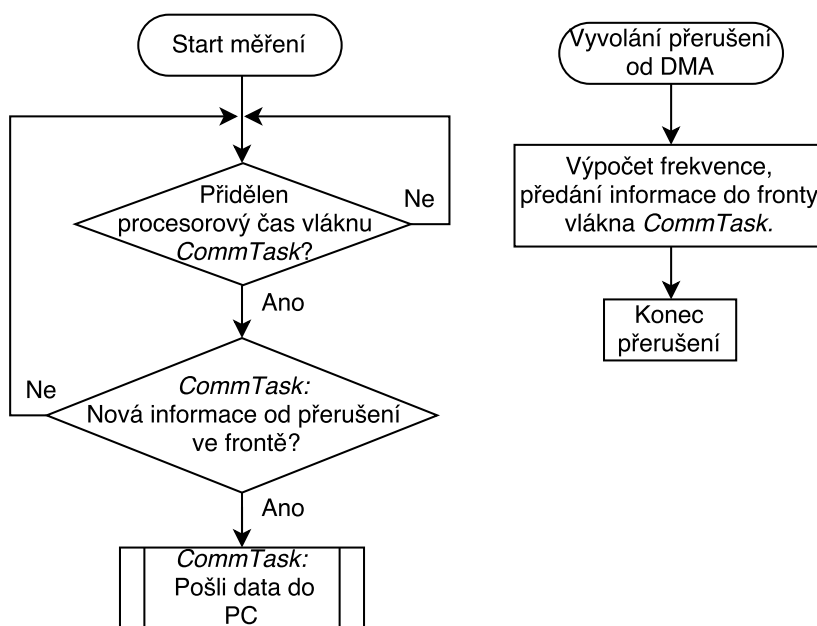 Start měření
Přidělen
procesorový čas vláknu
CommTask?
Ne
Ano
CommTask:
Nová informace od přerušení
ve frontě?
Ne
Ano
CommTask:
Pošli data do
PC
Vyvolání přerušení
od DMA
Výpočet frekvence,
předání informace do fronty
vlákna CommTask.
Konec
přerušení